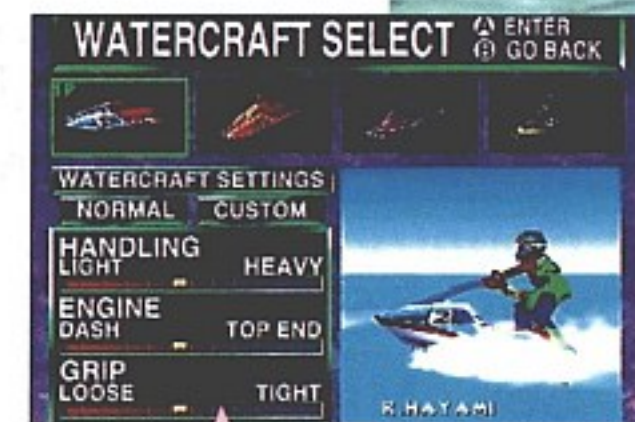 WATERCRAFT SELECT
A ENTER
B GO BACK
1P
WATERCRAFT SETTINGS
NORMAL CUSTOM
HANDLING
LIGHT HEAVY
ENGINE
DASH TOP END
GRIP
LOOSE TIGHT
2
R.HAYAMI